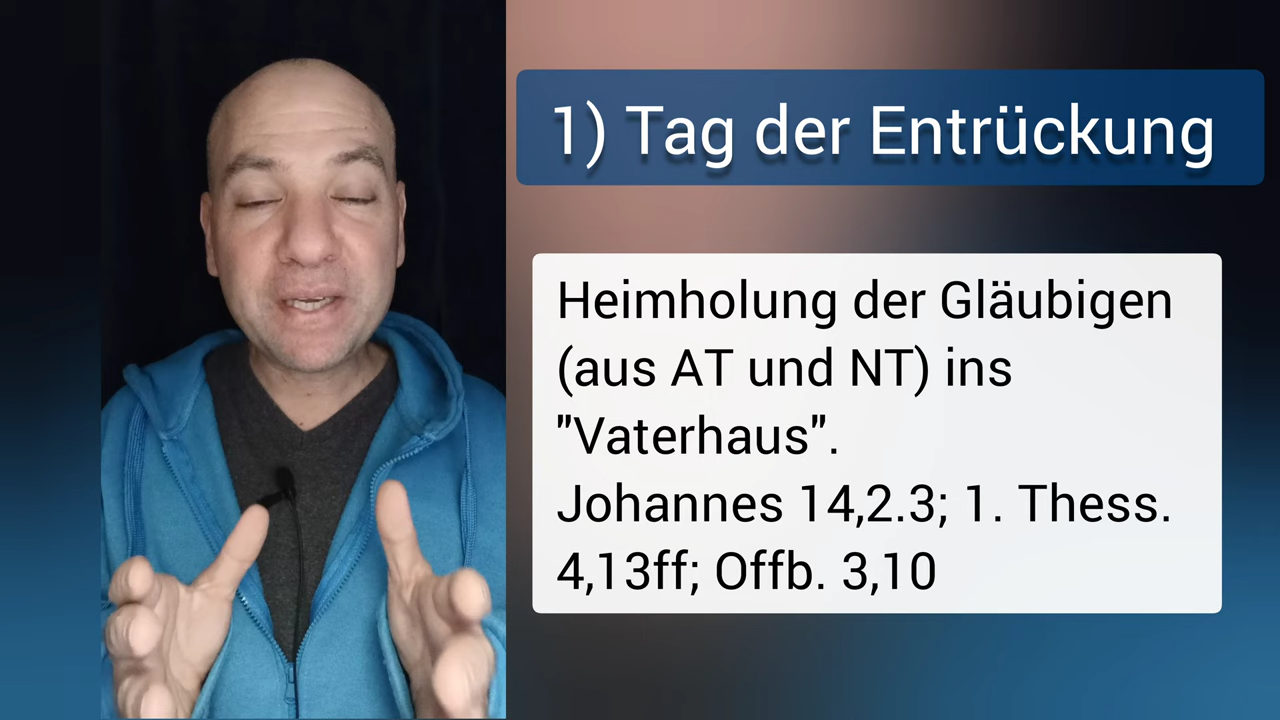 1) Tag der Entrückung
Heimholung der Gläubigen
(aus AT und NT) ins
"Vaterhaus".
Johannes 14,2.3; 1. Thess.
4,13ff; Offb. 3,10